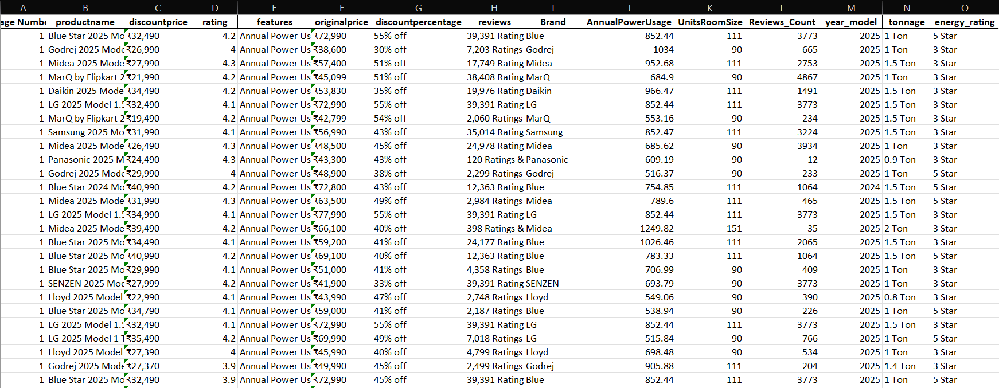 A B C D E F G H I J K L M N O
age Numbe productname discountprice rating features originalprice discountpercentage reviews Brand AnnualPowerUsage UnitsRoomSize Reviews_Count year_model tonnage energy_rating
1 Blue Star 2025 Mo ₹32,490 4.2 Annual Power Us ₹72,990 55% off 39,391 Rating Blue 852.44 111 3773 2025 1 Ton 5 Star
1 Godrej 2025 Mode ₹26,990 4 Annual Power Us ₹38,600 30% off 7,203 Ratings Godrej 1034 90 665 2025 1 Ton 3 Star
1 Midea 2025 Mode ₹27,990 4.3 Annual Power Us ₹57,400 51% off 17,749 Rating Midea 952.68 111 2753 2025 1.5 Ton 3 Star
1 MarQ by Flipkart 2 ₹21,990 4.2 Annual Power Us ₹45,099 51% off 38,408 Rating MarQ 684.9 90 4867 2025 1 Ton 3 Star
1 Daikin 2025 Mode ₹34,490 4.2 Annual Power Us ₹53,830 35% off 19,976 Rating Daikin 966.47 111 1491 2025 1.5 Ton 3 Star
1 LG 2025 Model 1.5 ₹32,490 4.1 Annual Power Us ₹72,990 55% off 39,391 Rating LG 852.44 111 3773 2025 1.5 Ton 3 Star
1 MarQ by Flipkart 2 ₹19,490 4.2 Annual Power Us ₹42,799 54% off 2,060 Ratings MarQ 553.16 90 234 2025 1.5 Ton 3 Star
1 Samsung 2025 Mo ₹31,990 4.1 Annual Power Us ₹56,990 43% off 35,014 Rating Samsung 852.47 111 3224 2025 1.5 Ton 3 Star
1 Midea 2025 Mode ₹26,490 4.3 Annual Power Us ₹48,500 45% off 24,978 Rating Midea 685.62 90 3934 2025 1 Ton 3 Star
1 Panasonic 2025 M ₹24,490 4.3 Annual Power Us ₹43,300 43% off 120 Ratings & Panasonic 609.19 90 12 2025 0.9 Ton 3 Star
1 Godrej 2025 Mode ₹29,990 4 Annual Power Us ₹48,900 38% off 2,299 Ratings Godrej 516.37 90 233 2025 1 Ton 5 Star
1 Blue Star 2024 Mo ₹40,990 4.2 Annual Power Us ₹72,800 43% off 12,363 Rating Blue 754.85 111 1064 2024 1.5 Ton 5 Star
1 Midea 2025 Mode ₹31,990 4.3 Annual Power Us ₹63,500 49% off 2,984 Ratings Midea 789.6 111 465 2025 1.5 Ton 5 Star
1 LG 2025 Model 1.5 ₹34,990 4.1 Annual Power Us ₹77,990 55% off 39,391 Rating LG 852.44 111 3773 2025 1.5 Ton 3 Star
1 Midea 2025 Mode ₹39,490 4.2 Annual Power Us ₹66,100 40% off 398 Ratings & Midea 1249.82 151 35 2025 2 Ton 3 Star
1 Blue Star 2025 Mo ₹34,490 4.1 Annual Power Us ₹59,200 41% off 24,177 Rating Blue 1026.46 111 2065 2025 1.5 Ton 3 Star
1 Blue Star 2025 Mo ₹40,990 4.2 Annual Power Us ₹69,100 40% off 12,363 Rating Blue 783.33 111 1064 2025 1.5 Ton 5 Star
1 Blue Star 2025 Mo ₹29,990 4.1 Annual Power Us ₹51,000 41% off 4,358 Ratings Blue 706.99 90 409 2025 1 Ton 3 Star
1 SENZEN 2025 Mod ₹27,999 4.2 Annual Power Us ₹41,900 33% off 39,391 Rating SENZEN 693.79 90 3773 2025 1 Ton 3 Star
1 Lloyd 2025 Model ₹22,990 4.1 Annual Power Us ₹43,990 47% off 2,748 Ratings Lloyd 549.06 90 390 2025 0.8 Ton 3 Star
1 Blue Star 2025 Mo ₹34,790 4.1 Annual Power Us ₹59,000 41% off 2,187 Ratings Blue 538.94 90 226 2025 1 Ton 5 Star
1 LG 2025 Model 1.5 ₹32,490 4.1 Annual Power Us ₹72,990 55% off 39,391 Rating LG 852.44 111 3773 2025 1.5 Ton 3 Star
1 LG 2025 Model 1 T ₹35,490 4.2 Annual Power Us ₹69,990 49% off 7,018 Ratings LG 515.84 90 766 2025 1 Ton 5 Star
1 Lloyd 2025 Model ₹27,390 4 Annual Power Us ₹45,990 40% off 4,799 Ratings Lloyd 698.48 90 534 2025 1 Ton 3 Star
1 Godrej 2025 Mode ₹27,370 3.9 Annual Power Us ₹49,990 45% off 2,499 Ratings Godrej 905.88 111 204 2025 1.4 Ton 3 Star
1 Blue Star 2025 Mo ₹32,490 3.9 Annual Power Us ₹72,990 45% off 39,391 Rating Blue 852.44 111 3773 2025 1 Ton 5 Star